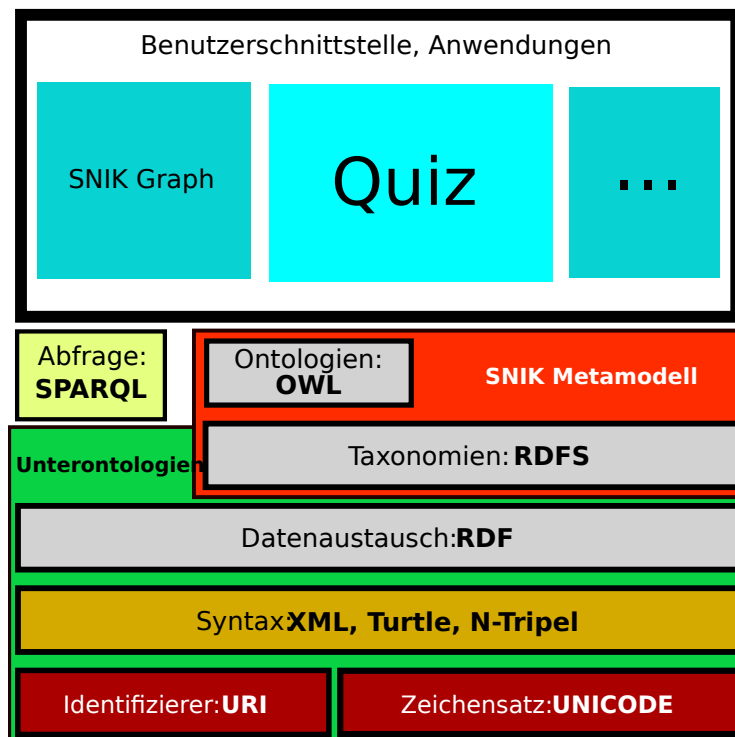 Benutzerschnittstelle, Anwendungen
SNIK Graph
Quiz
...
Abfrage:
SPARQL
Ontologien:
OWL
SNIK Metamodell
Unterontologien
Taxonomien: RDFS
Datenaustausch:RDF
Syntax:XML, Turtle, N-Tripel
Identifizierer:URI
Zeichensatz:UNICODE